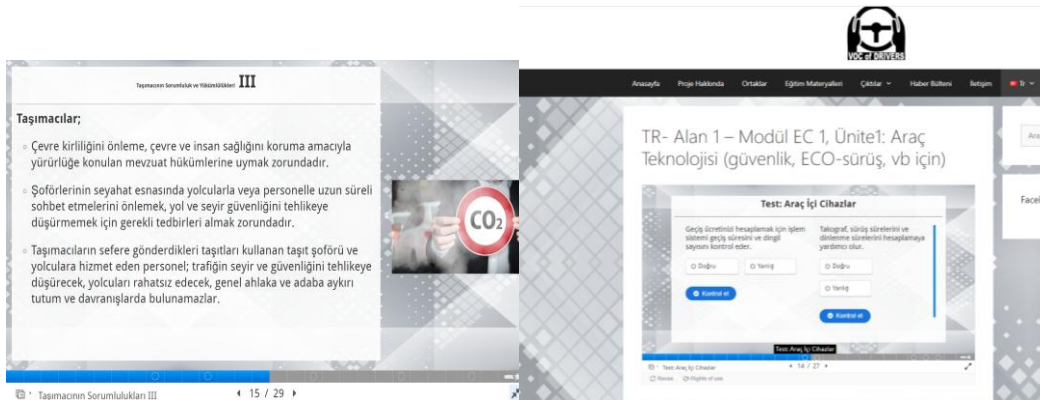 Taşımacının Sorumluluk ve Yükümlülükleri III
Taşımacılar;
Çevre kirliliğini önleme, çevre ve insan sağlığını koruma amacıyla
yürürlüğe konulan mevzuat hükümlerine uymak zorundadır.
Şoförlerinin seyahat esnasında yolcularla veya personelle uzun süreli
sohbet etmelerini önlemek, yol ve seyir güvenliğini tehlikeye
düşürmemek için gerekli tedbirleri almak zorundadır.
Taşımacıların sefere gönderdikleri taşıtları kullanan taşıt şoförü ve
yolculara hizmet eden personel; trafiğin seyir ve güvenliğini tehlikeye
düşürecek, yolcuları rahatsız edecek, genel ahlaka ve adaba aykırı
tutum ve davranışlarda bulunamazlar.
CO2
Taşımacının Sorumlulukları III
15 / 29
VOC of DRIVERS
Anasayfa Proje Hakkında Ortaklar Eğitim Materyalleri Çıktılar Haber Bülteni İletişim Tr
TR- Alan 1 – Modül EC 1, Ünite1: Araç
Teknolojisi (güvenlik, ECO-sürüş, vb için)
Ara
Face
Test: Araç İçi Cihazlar
Geçiş ücretinizi hesaplamak için işlem
sistemi geçiş süresini ve dingil
sayısını kontrol
eder.
Doğru
Yanlış
Kontrol et
Takograf, sürüş sürelerini ve
dinlenme sürelerini hesaplamaya
yardımcı olur.
Doğru
Yanlış
Kontrol et
Test: Araç İçi Cihazlar
Test: Araç İçi Cihazlar
14 / 27
Reuse Rights of use